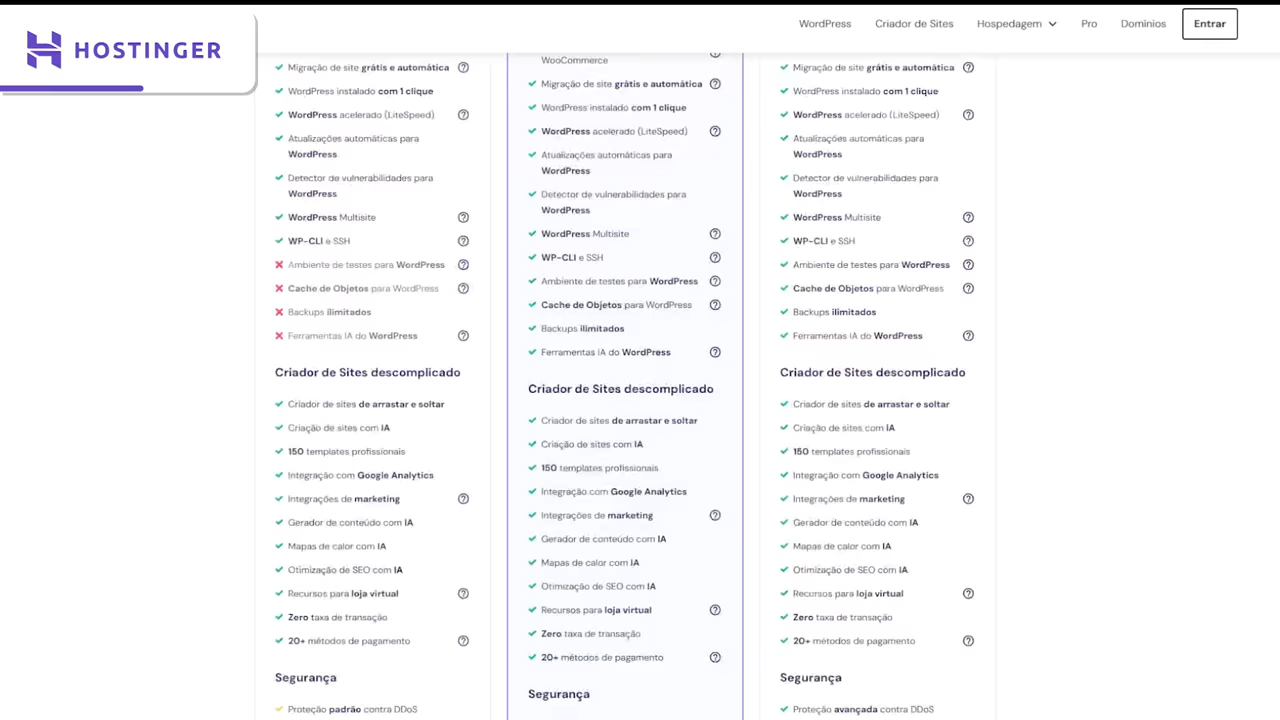 HOSTINGER
WordPress
Criador de Sites
Hospedagem
Pro
Domínios
Entrar
Migração de site grátis e automática
WordPress instalado com 1 clique
WordPress acelerado (LiteSpeed)
Atualizações automáticas para
WordPress
Detector de vulnerabilidades para
WordPress
WordPress Multisite
WP-CLI e SSH
Ambiente de testes para WordPress
Cache de Objetos para WordPress
Backups ilimitados
Ferramentas IA do WordPress
Criador de Sites descomplicado
Criador de sites de arrastar e soltar
Criação de sites com IA
150 templates profissionais
Integração com Google Analytics
Integrações de marketing
Gerador de conteúdo com IA
Mapas de calor com IA
Otimização de SEO com IA
Recursos para loja virtual
Zero taxa de transação
20+ métodos de pagamento
Segurança
Proteção padrão contra DDoS
WooCommerce
Migração de site grátis e automática
WordPress instalado com 1 clique
WordPress acelerado (LiteSpeed)
Atualizações automáticas para
WordPress
Detector de vulnerabilidades para
WordPress
WordPress Multisite
WP-CLI e SSH
Ambiente de testes para WordPress
Cache de Objetos para WordPress
Backups ilimitados
Ferramentas IA do WordPress
Criador de Sites descomplicado
Criador de sites de arrastar e soltar
Criação de sites com IA
150 templates profissionais
Integração com Google Analytics
Integrações de marketing
Gerador de conteúdo com IA
Mapas de calor com IA
Otimização de SEO com IA
Recursos para loja virtual
Zero taxa de transação
20+ métodos de pagamento
Segurança
Migração de site grátis e automática
WordPress instalado com 1 clique
WordPress acelerado (LiteSpeed)
Atualizações automáticas para
WordPress
Detector de vulnerabilidades para
WordPress
WordPress Multisite
WP-CLI e SSH
Ambiente de testes para WordPress
Cache de Objetos para WordPress
Backups ilimitados
Ferramentas IA do WordPress
Criador de Sites descomplicado
Criador de sites de arrastar e soltar
Criação de sites com IA
150 templates profissionais
Integração com Google Analytics
Integrações de marketing
Gerador de conteúdo com IA
Mapas de calor com IA
Otimização de SEO com IA
Recursos para loja virtual
Zero taxa de transação
20+ métodos de pagamento
Segurança
Proteção avançada contra DDoS